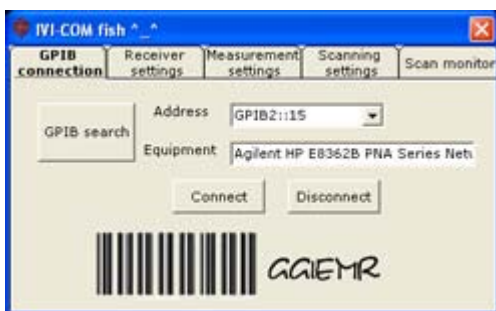 IVI-COM fish ^_^
GPIB connection
Receiver settings
Measurement settings
Scanning settings
Scan monitor
GPIB search
Address
GPIB2::15
Equipment
Agilent HP E8362B PNA Series Netv
Connect
Disconnect
GGIEMR